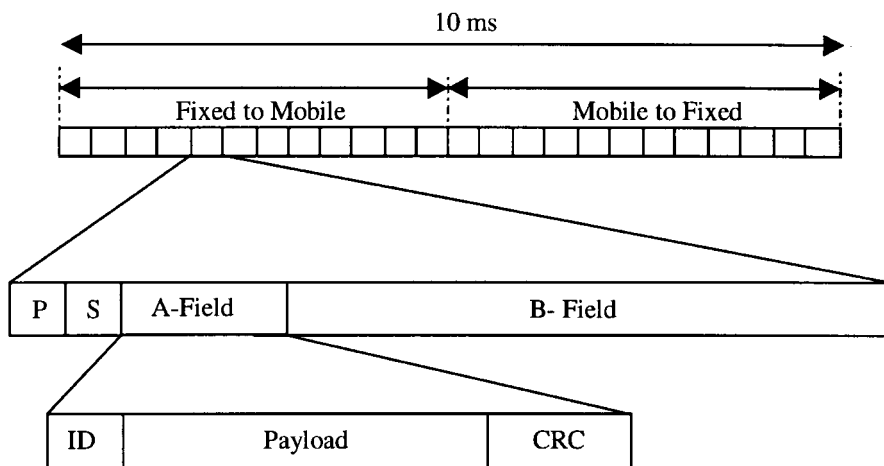 10 ms
Fixed to Mobile Mobile to Fixed
P S A-Field B- Field
ID Payload CRC